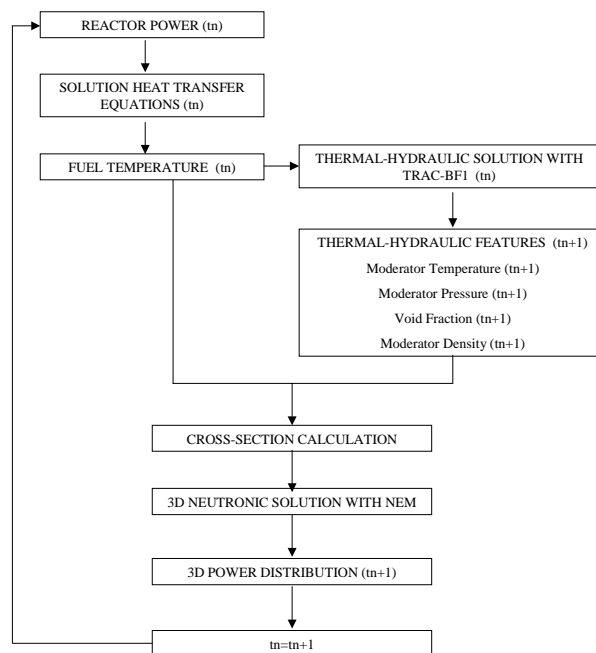 REACTOR POWER (tn)
SOLUTION HEAT TRANSFER
EQUATIONS (tn)
FUEL TEMPERATURE (tn)
THERMAL-HYDRAULIC SOLUTION WITH
TRAC-BF1 (tn)
THERMAL-HYDRAULIC FEATURES (tn+1)
Moderator Temperature (tn+1)
Moderator Pressure (tn+1)
Void Fraction (tn+1)
Moderator Density (tn+1)
CROSS-SECTION CALCULATION
3D NEUTRONIC SOLUTION WITH NEM
3D POWER DISTRIBUTION (tn+1)
tn=tn+1